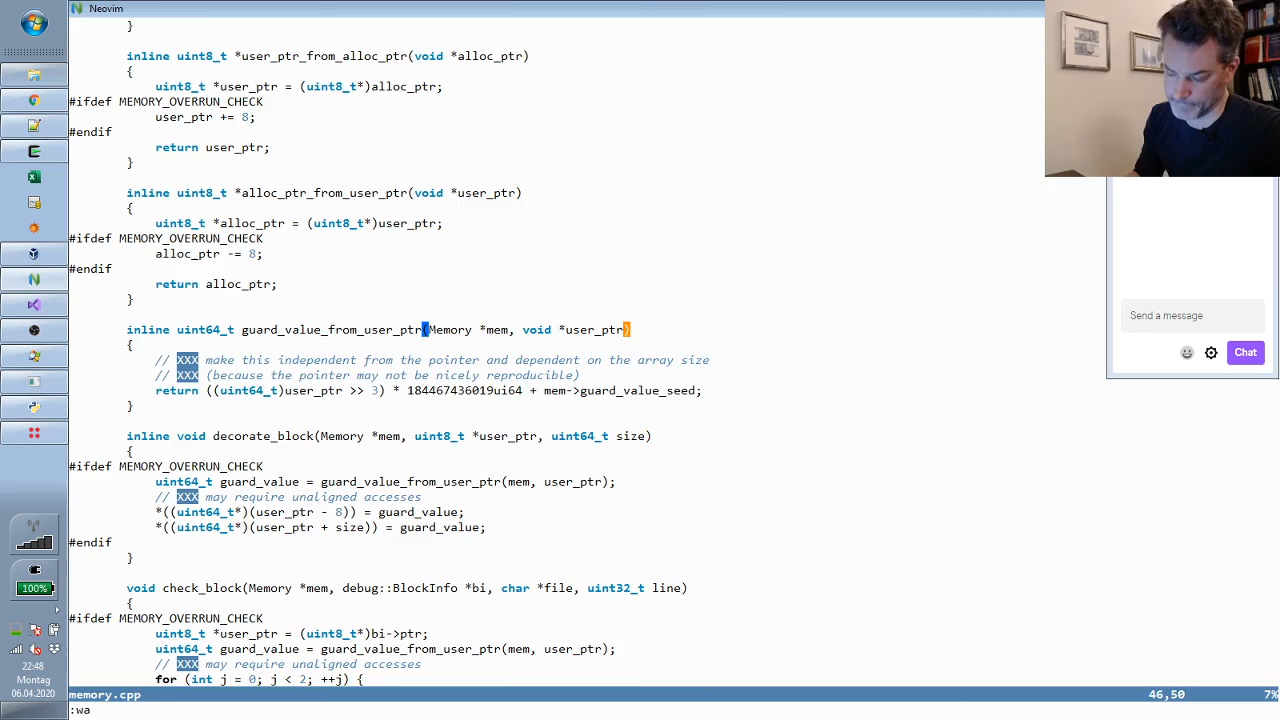 Neovim
}
inline uint8_t *user_ptr_from_alloc_ptr(void *alloc_ptr)
{
uint8_t *user_ptr = (uint8_t*)alloc_ptr;
#ifdef MEMORY_OVERRUN_CHECK
user_ptr += 8;
#endif
return user_ptr;
}
inline uint8_t *alloc_ptr_from_user_ptr(void *user_ptr)
{
uint8_t *alloc_ptr = (uint8_t*)user_ptr;
#ifdef MEMORY_OVERRUN_CHECK
alloc_ptr -= 8;
#endif
return alloc_ptr;
}
inline uint64_t guard_value_from_user_ptr(Memory *mem, void *user_ptr)
{
// XXX make this independent from the pointer and dependent on the array size
// XXX (because the pointer may not be nicely reproducible)
return ((uint64_t)user_ptr >> 3) * 184467436019ui64 + mem->guard_value_seed;
}
inline void decorate_block(Memory *mem, uint8_t *user_ptr, uint64_t size)
{
#ifdef MEMORY_OVERRUN_CHECK
uint64_t guard_value = guard_value_from_user_ptr(mem, user_ptr);
// XXX may require unaligned accesses
*((uint64_t*)(user_ptr - 8)) = guard_value;
*((uint64_t*)(user_ptr + size)) = guard_value;
#endif
}
void check_block(Memory *mem, debug::BlockInfo *bi, char *file, uint32_t line)
{
#ifdef MEMORY_OVERRUN_CHECK
uint8_t *user_ptr = (uint8_t*)bi->ptr;
uint64_t guard_value = guard_value_from_user_ptr(mem, user_ptr);
// XXX may require unaligned accesses
for (int j = 0; j < 2; ++j) {
memory.cpp 46,50 7%
:wa
Send a message
Chat
100%
22:48
Montag
06.04.2020